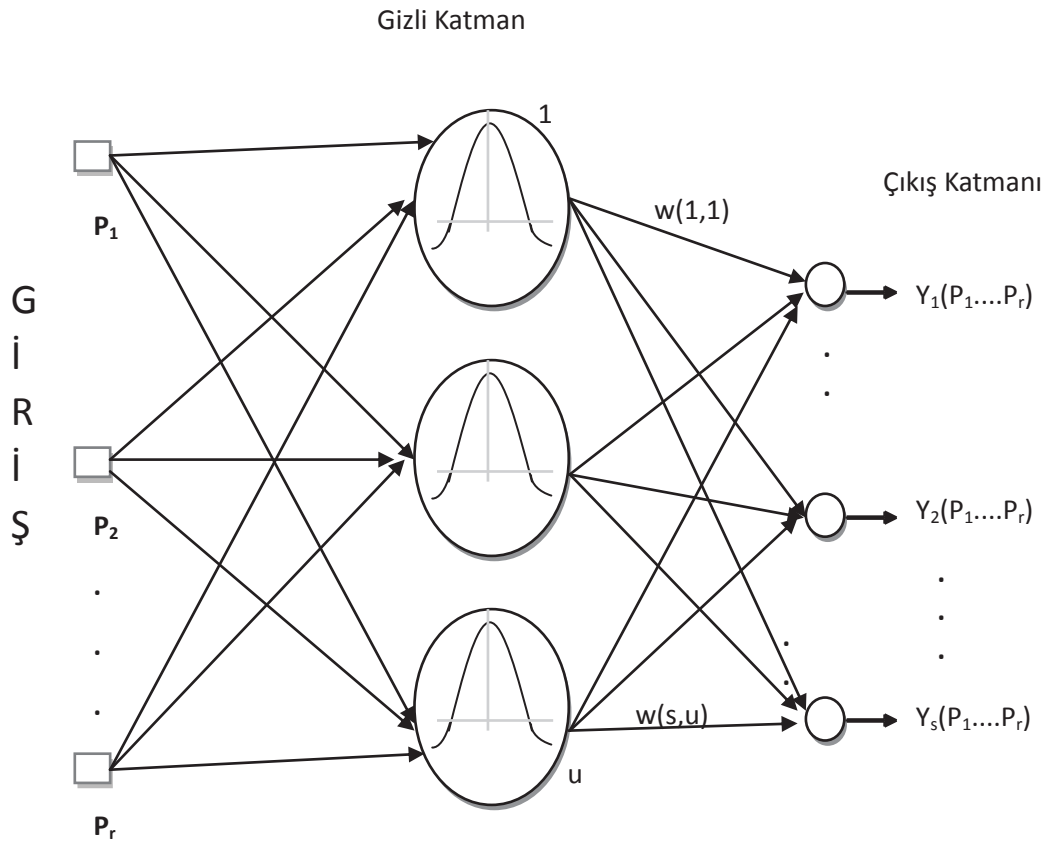 Gizli Katman
1
Çıkış Katmanı
P₁
w(1,1)
G
İ
R
İ
Ş
Y₁(P₁....Pᵣ)
.
.
P₂
Y₂(P₁....Pᵣ)
.
.
.
.
.
.
.
.
w(s,u)
Yₛ(P₁....Pᵣ)
u
Pᵣ